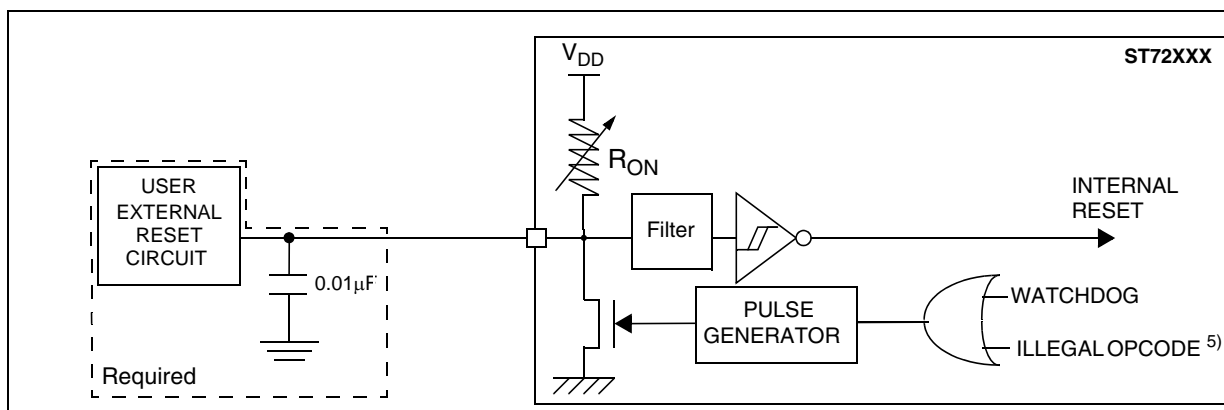 V_DD
ST72XXX
R_ON
USER
EXTERNAL
RESET
CIRCUIT
0.01µF
Required
Filter
INTERNAL
RESET
PULSE
GENERATOR
WATCHDOG
ILLEGAL OPCODE 5)